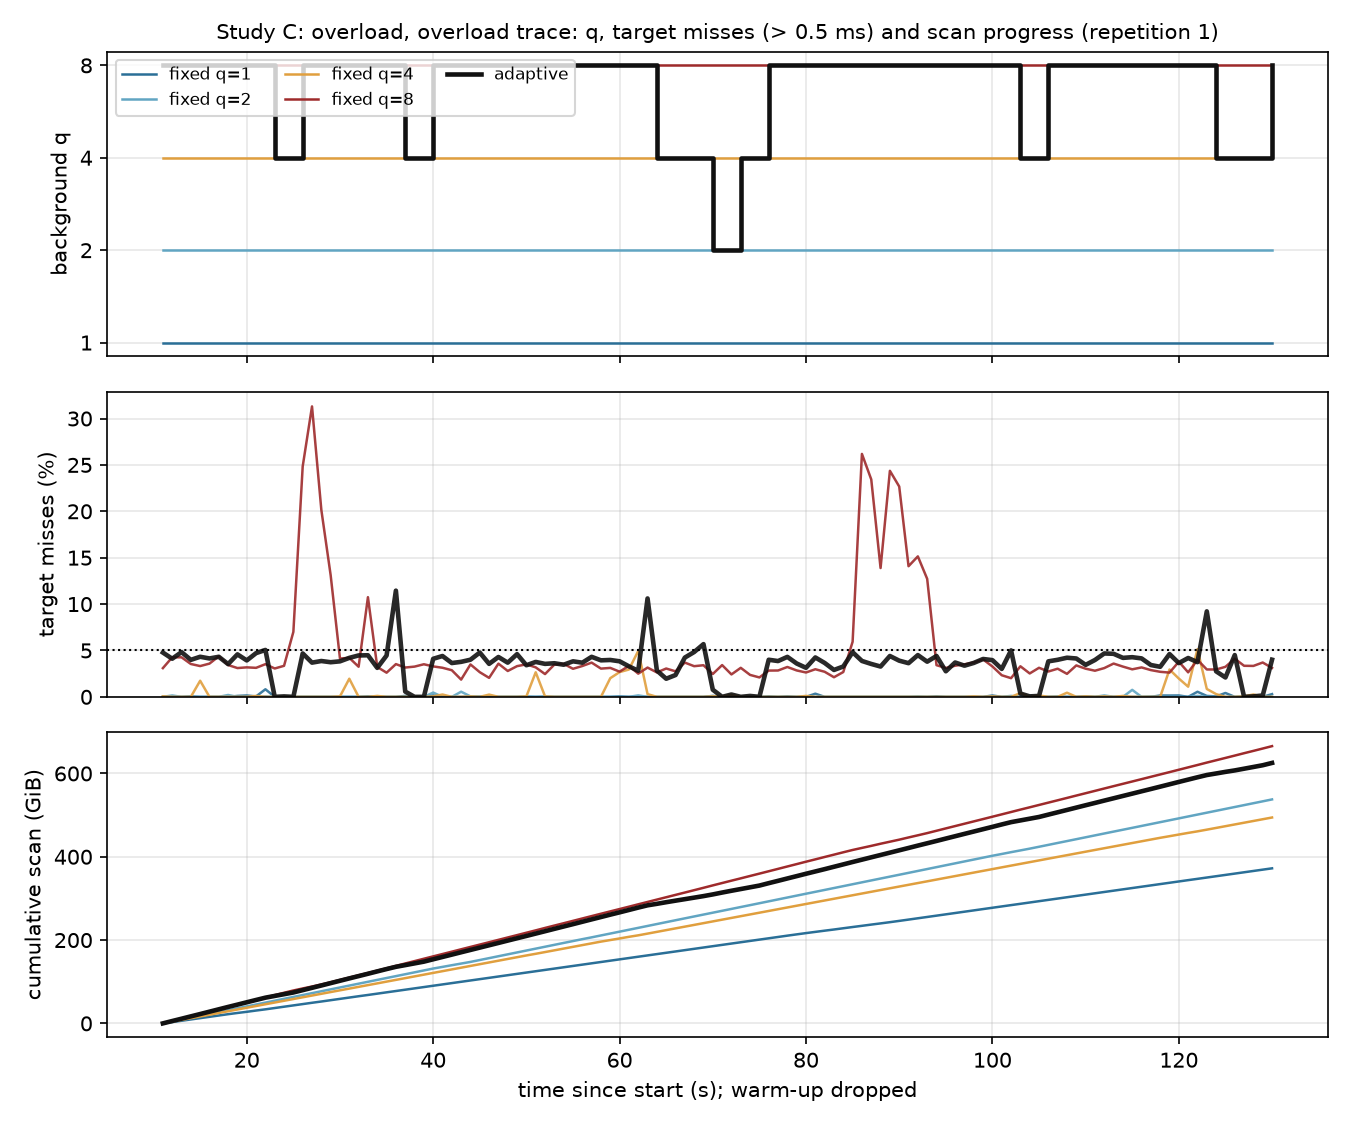 Study C: overload, overload trace: q, target misses (> 0.5 ms) and scan progress (repetition 1)
fixed q=1
fixed q=2
fixed q=4
fixed q=8
adaptive
background q
8
4
2
1
target misses (%)
30
25
20
15
10
5
0
cumulative scan (GiB)
600
400
200
0
20 40 60 80 100 120
time since start (s); warm-up dropped